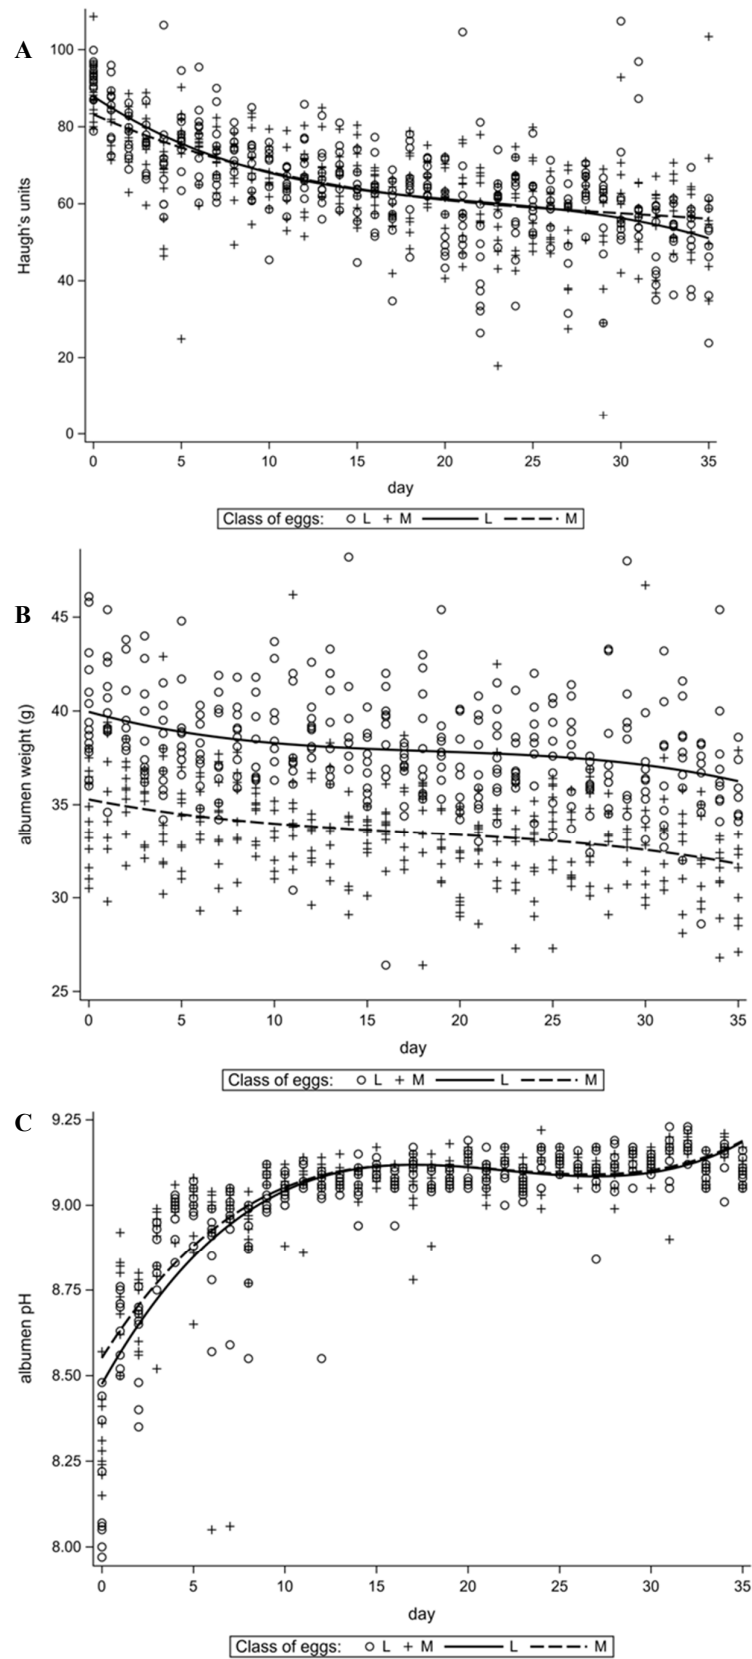 A
Haugh's units
100
80
60
40
20
0
0 5 10 15 20 25 30 35
day
Class of eggs: L M L M
B
albumen weight (g)
45
40
35
30
25
0 5 10 15 20 25 30 35
day
Class of eggs: L M L M
C
albumen pH
9.25
9.00
8.75
8.50
8.25
8.00
0 5 10 15 20 25 30 35
day
Class of eggs: L M L M